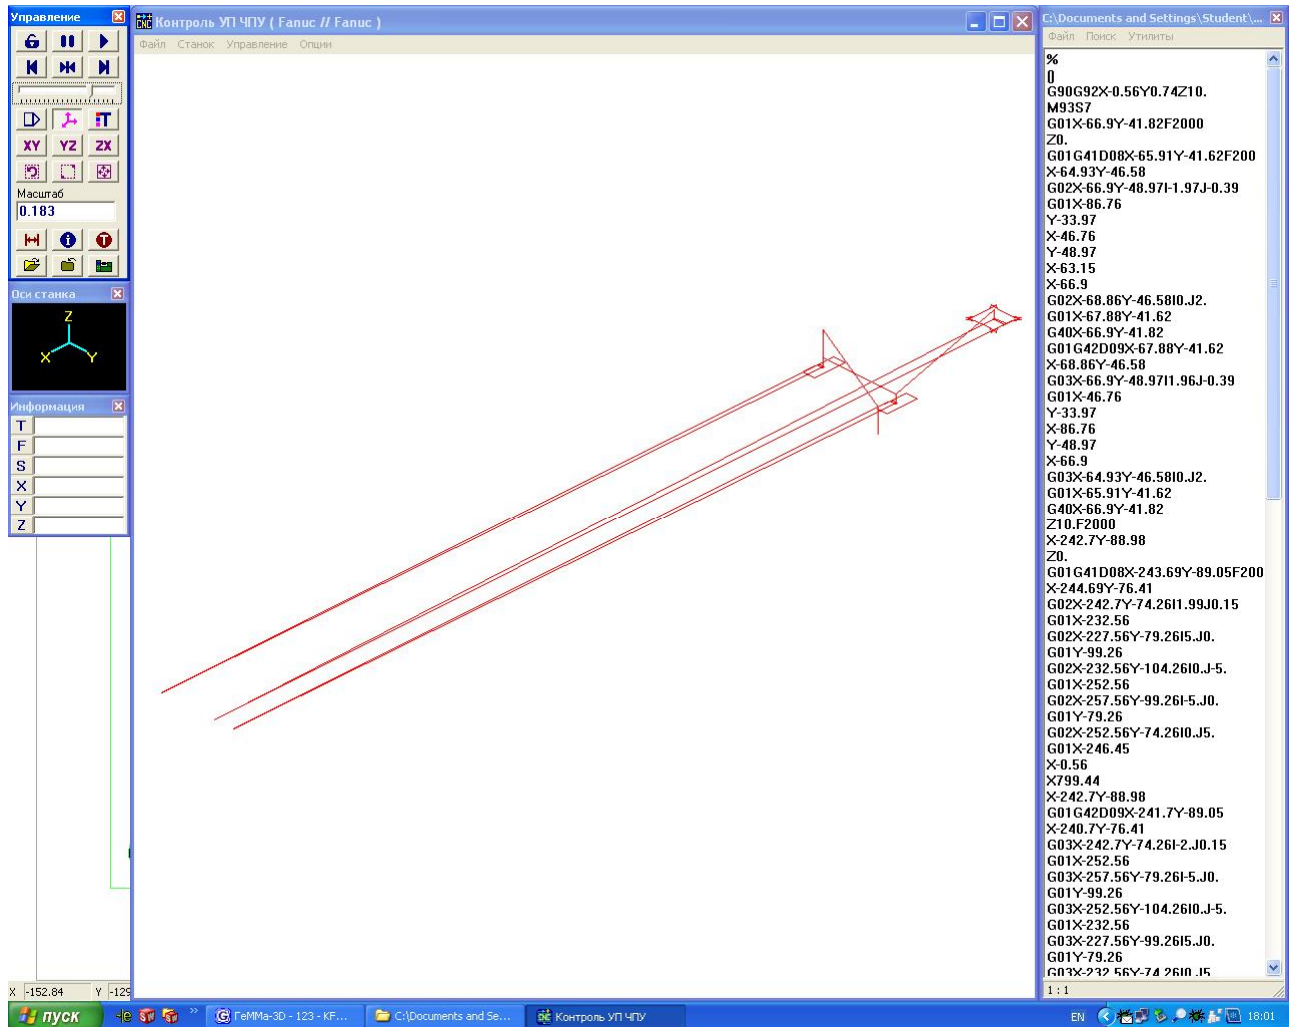 Управление
Масштаб
0.183
XY YZ ZX
Оси станка
Z
X Y
Информация
T
F
S
X
Y
Z
Контроль УП ЧПУ ( Fanuc // Fanuc )
Файл Станок Управление Опции
C:\Documents and Settings\Student\...
Файл Поиск Утилиты
%
()
G90G92X-0.56Y0.74Z10.
M93S7
G01X-66.9Y-41.82F2000
Z0.
G01G41D08X-65.91Y-41.62F200
X-64.93Y-46.58
G02X-66.9Y-48.97I-1.97J-0.39
G01X-86.76
Y-33.97
X-46.76
Y-48.97
X-63.15
X-66.9
G02X-68.86Y-46.58I0.J2.
G01X-67.88Y-41.62
G40X-66.9Y-41.82
G01G42D09X-67.88Y-41.62
X-68.86Y-46.58
G03X-66.9Y-48.97I1.96J-0.39
G01X-46.76
Y-33.97
X-86.76
Y-48.97
X-66.9
G03X-64.93Y-46.58I0.J2.
G01X-65.91Y-41.62
G40X-66.9Y-41.82
Z10.F2000
X-242.7Y-88.98
Z0.
G01G41D08X-243.69Y-89.05F200
X-244.69Y-76.41
G02X-242.7Y-74.26I1.99J0.15
G01X-232.56
G02X-227.56Y-79.26I5.J0.
G01Y-99.26
G02X-232.56Y-104.26I0.J-5.
G01X-252.56
G02X-257.56Y-99.26I-5.J0.
G01Y-79.26
G02X-252.56Y-74.26I0.J5.
G01X-246.45
X-0.56
X799.44
X-242.7Y-88.98
G01G42D09X-241.7Y-89.05
X-240.7Y-76.41
G03X-242.7Y-74.26I-2.J0.15
G01X-252.56
G03X-257.56Y-79.26I-5.J0.
G01Y-99.26
G03X-252.56Y-104.26I0.J-5.
G01X-232.56
G03X-227.56Y-99.26I5.J0.
G01Y-79.26
G03X-232.56Y-74.26I0.J5
1 : 1
X -152.84 Y -129
пуск
ГеММа-3D - 123 - KF...
C:\Documents and Se...
Контроль УП ЧПУ
EN
18:01